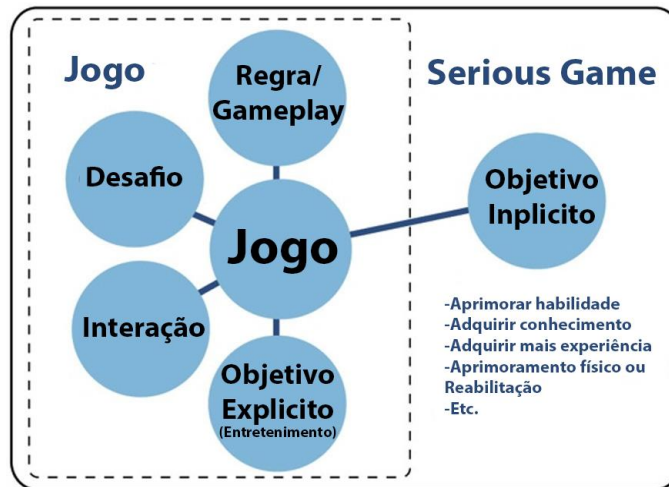 Jogo
Regra/
Gameplay
Desafio
Jogo
Interação
Objetivo
Explicito
(Entretenimento)
Serious Game
Objetivo
Inplicito
-Aprimorar habilidade
-Adquirir conhecimento
-Adquirir mais experiência
-Aprimoramento físico ou
Reabilitação
-Etc.